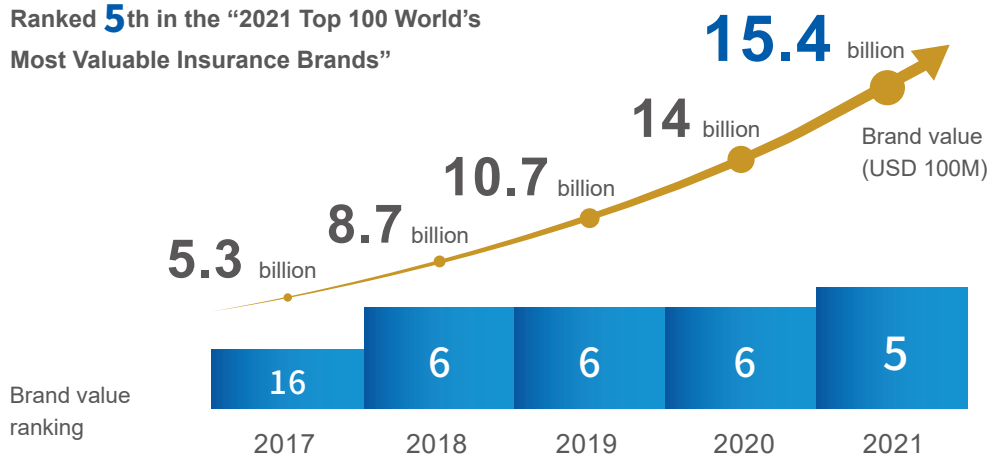 Ranked 5th in the “2021 Top 100 World’s
Most Valuable Insurance Brands”
15.4 billion
14 billion
Brand value
(USD 100M)
10.7 billion
8.7 billion
5.3 billion
16 6 6 6 5
Brand value
ranking
2017 2018 2019 2020 2021